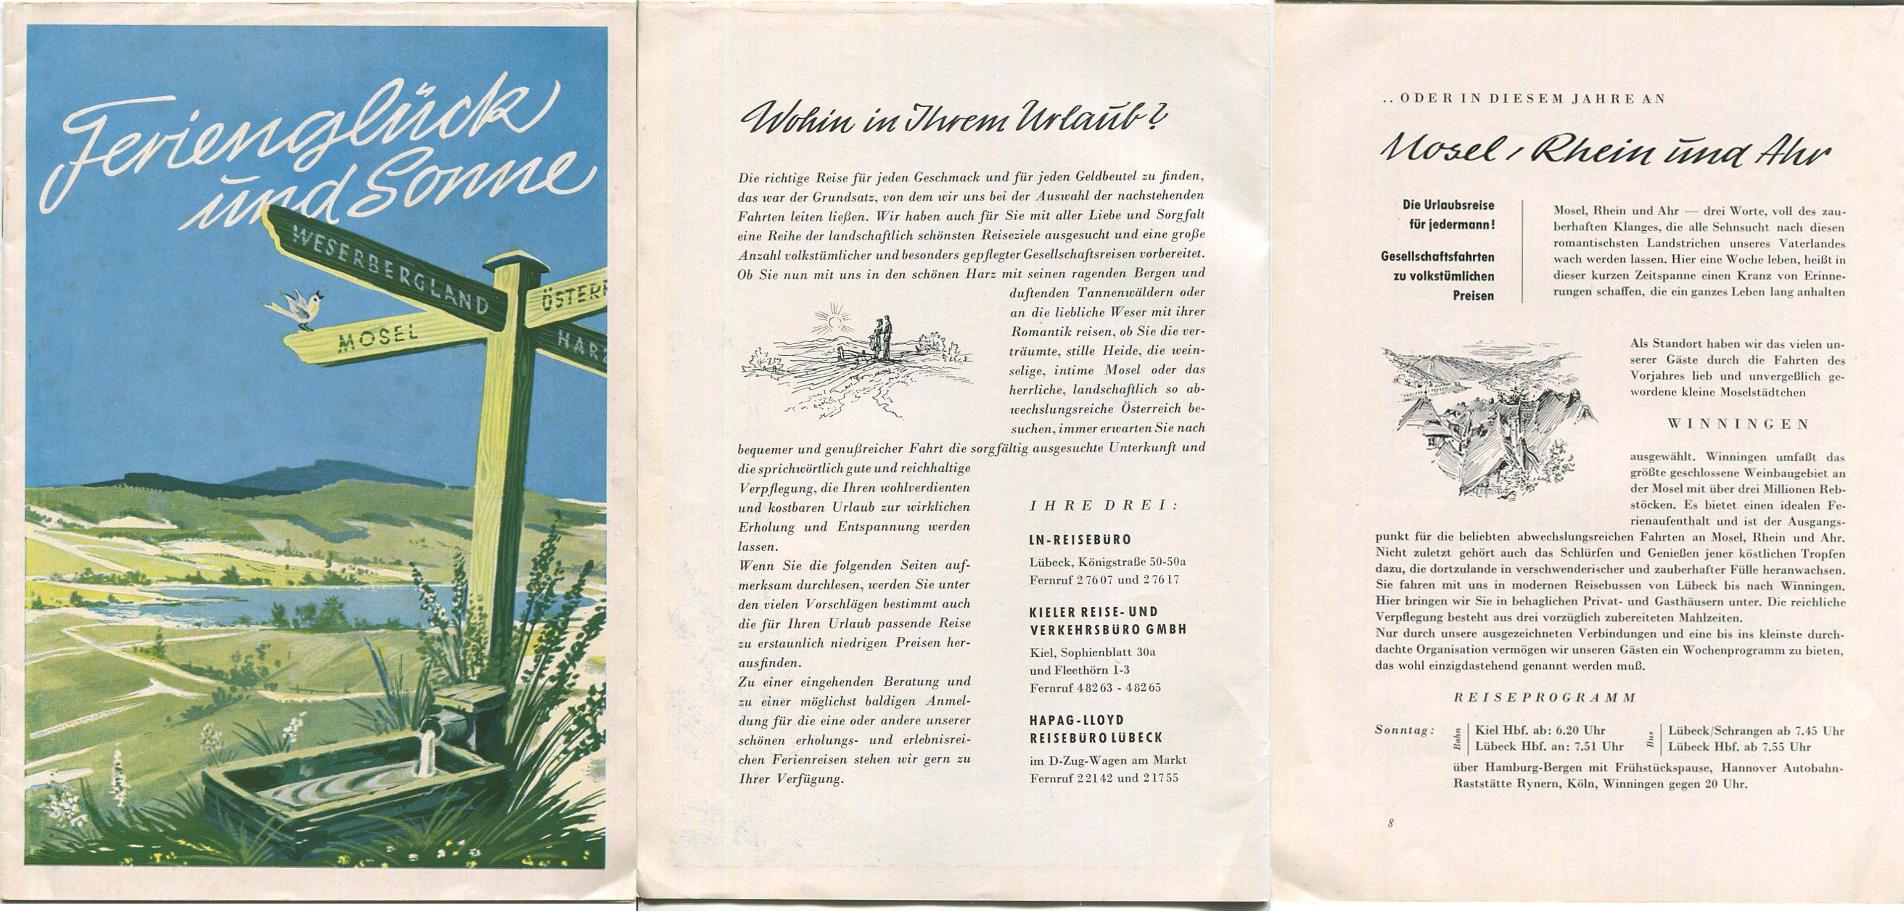 Ferienglück
und Sonne
WESERBERGLAND
ÖSTERR
MOSEL
HARZ
Wohin in Ihrem Urlaub?
Die richtige Reise für jeden Geschmack und für jeden Geldbeutel zu finden,
das war der Grundsatz, von dem wir uns bei der Auswahl der nachstehenden
Fahrten leiten ließen. Wir haben auch für Sie mit aller Liebe und Sorgfalt
eine Reihe der landschaftlich schönsten Reiseziele ausgesucht und eine große
Anzahl volkstümlicher und besonders gepflegter Gesellschaftsreisen vorbereitet.
Ob Sie nun mit uns in den schönen Harz mit seinen ragenden Bergen und
duftenden Tannenwäldern oder
an die liebliche Weser mit ihrer
Romantik reisen, ob Sie die ver-
träumte, stille Heide, die wein-
selige, intime Mosel oder das
herrliche, landschaftlich so ab-
wechslungsreiche Österreich be-
suchen, immer erwarten Sie nach
bequemer und genußreicher Fahrt die sorgfältig ausgesuchte Unterkunft und
die sprichwörtlich gute und reichhaltige
Verpflegung, die Ihren wohlverdienten
und kostbaren Urlaub zur wirklichen
Erholung und Entspannung werden
lassen.
Wenn Sie die folgenden Seiten auf-
merksam durchlesen, werden Sie unter
den vielen Vorschlägen bestimmt auch
die für Ihren Urlaub passende Reise
zu erstaunlich niedrigen Preisen her-
ausfinden.
Zu einer eingehenden Beratung und
zu einer möglichst baldigen Anmel-
dung für die eine oder andere unserer
schönen erholungs- und erlebnisrei-
chen Ferienreisen stehen wir gern zu
Ihrer Verfügung.
IHRE DREI:
LN-REISEBÜRO
Lübeck, Königstraße 50-50a
Fernruf 2 76 07 und 2 76 17
KIELER REISE- UND
VERKEHRSBÜRO GMBH
Kiel, Sophienblatt 30a
und Fleethörn 1-3
Fernruf 4 82 63 - 4 82 65
HAPAG-LLOYD
REISEBÜRO LÜBECK
im D-Zug-Wagen am Markt
Fernruf 2 21 42 und 2 17 55
..ODER IN DIESEM JAHRE AN
Mosel, Rhein und Ahr
Die Urlaubsreise
für jedermann!
Gesellschaftsfahrten
zu volkstümlichen
Preisen
Mosel, Rhein und Ahr — drei Worte, voll des zau-
berhaften Klanges, die alle Sehnsucht nach diesen
romantischsten Landstrichen unseres Vaterlandes
wach werden lassen. Hier eine Woche leben, heißt in
dieser kurzen Zeitspanne einen Kranz von Erinne-
rungen schaffen, die ein ganzes Leben lang anhalten
Als Standort haben wir das vielen un-
serer Gäste durch die Fahrten des
Vorjahres lieb und unvergeßlich ge-
wordene kleine Moselstädtchen
WINNINGEN
ausgewählt. Winningen umfaßt das
größte geschlossene Weinbaugebiet an
der Mosel mit über drei Millionen Reb-
stöcken. Es bietet einen idealen Fe-
rienaufenthalt und ist der Ausgangs-
punkt für die beliebten abwechslungsreichen Fahrten an Mosel, Rhein und Ahr.
Nicht zuletzt gehört auch das Schlürfen und Genießen jener köstlichen Tropfen
dazu, die dortzulande in verschwenderischer und zauberhafter Fülle heranwachsen.
Sie fahren mit uns in modernen Reisebussen von Lübeck bis nach Winningen.
Hier bringen wir Sie in behaglichen Privat- und Gasthäusern unter. Die reichliche
Verpflegung besteht aus drei vorzüglich zubereiteten Mahlzeiten.
Nur durch unsere ausgezeichneten Verbindungen und eine bis ins kleinste durch-
dachte Organisation vermögen wir unseren Gästen ein Wochenprogramm zu bieten,
das wohl einzigdastehend genannt werden muß.
REISEPROGRAMM
Sonntag: Bahn Kiel Hbf. ab: 6.20 Uhr Bus Lübeck/Schrangen ab 7.45 Uhr
Lübeck Hbf. an: 7.51 Uhr Lübeck Hbf. ab 7.55 Uhr
über Hamburg-Bergen mit Frühstückspause, Hannover Autobahn-
Raststätte Rynern, Köln, Winningen gegen 20 Uhr.
8